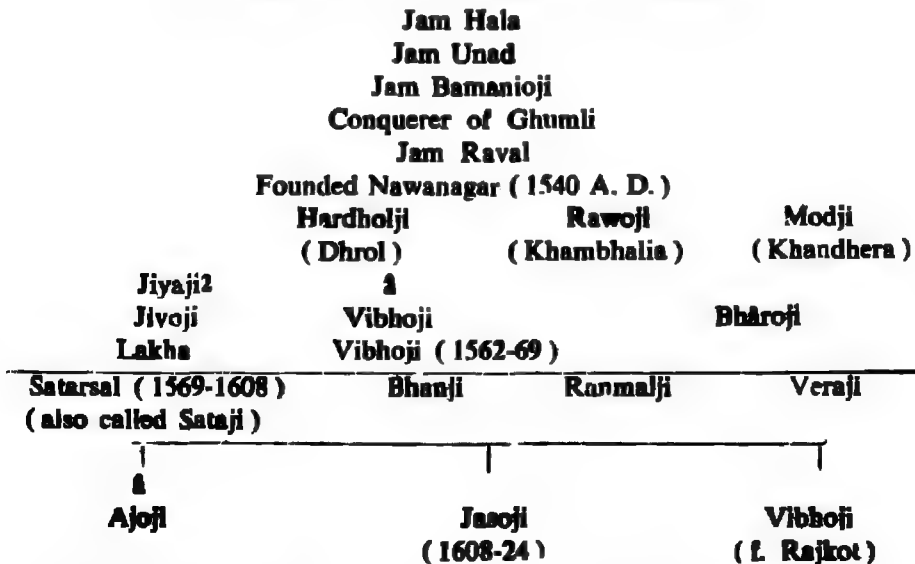 Jam Hala
Jam Unad
Jam Bamanioji
Conquerer of Ghumli
Jam Raval
Founded Nawanagar ( 1540 A. D. )
Hardholji Rawoji Modji
( Dhrol ) ( Khambhalia ) ( Khandhera )
Jiyaji2
Jivoji Vibhoji Bhāroji
Lakha Vibhoji ( 1562-69 )
Satarsal ( 1569-1608 ) Bhanji Ranmalji Veraji
( also called Sataji )
Ajoji Jasoji Vibhoji
( 1608-24 ) ( f. Rajkot )